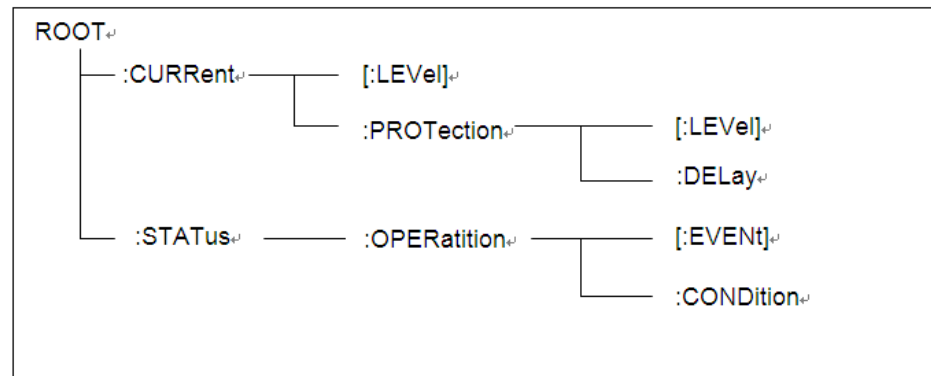 ROOT
:CURRent [:LEVel]
:PROTection [:LEVel]
:DELay
:STATus :OPERatition [:EVENt]
:CONDition